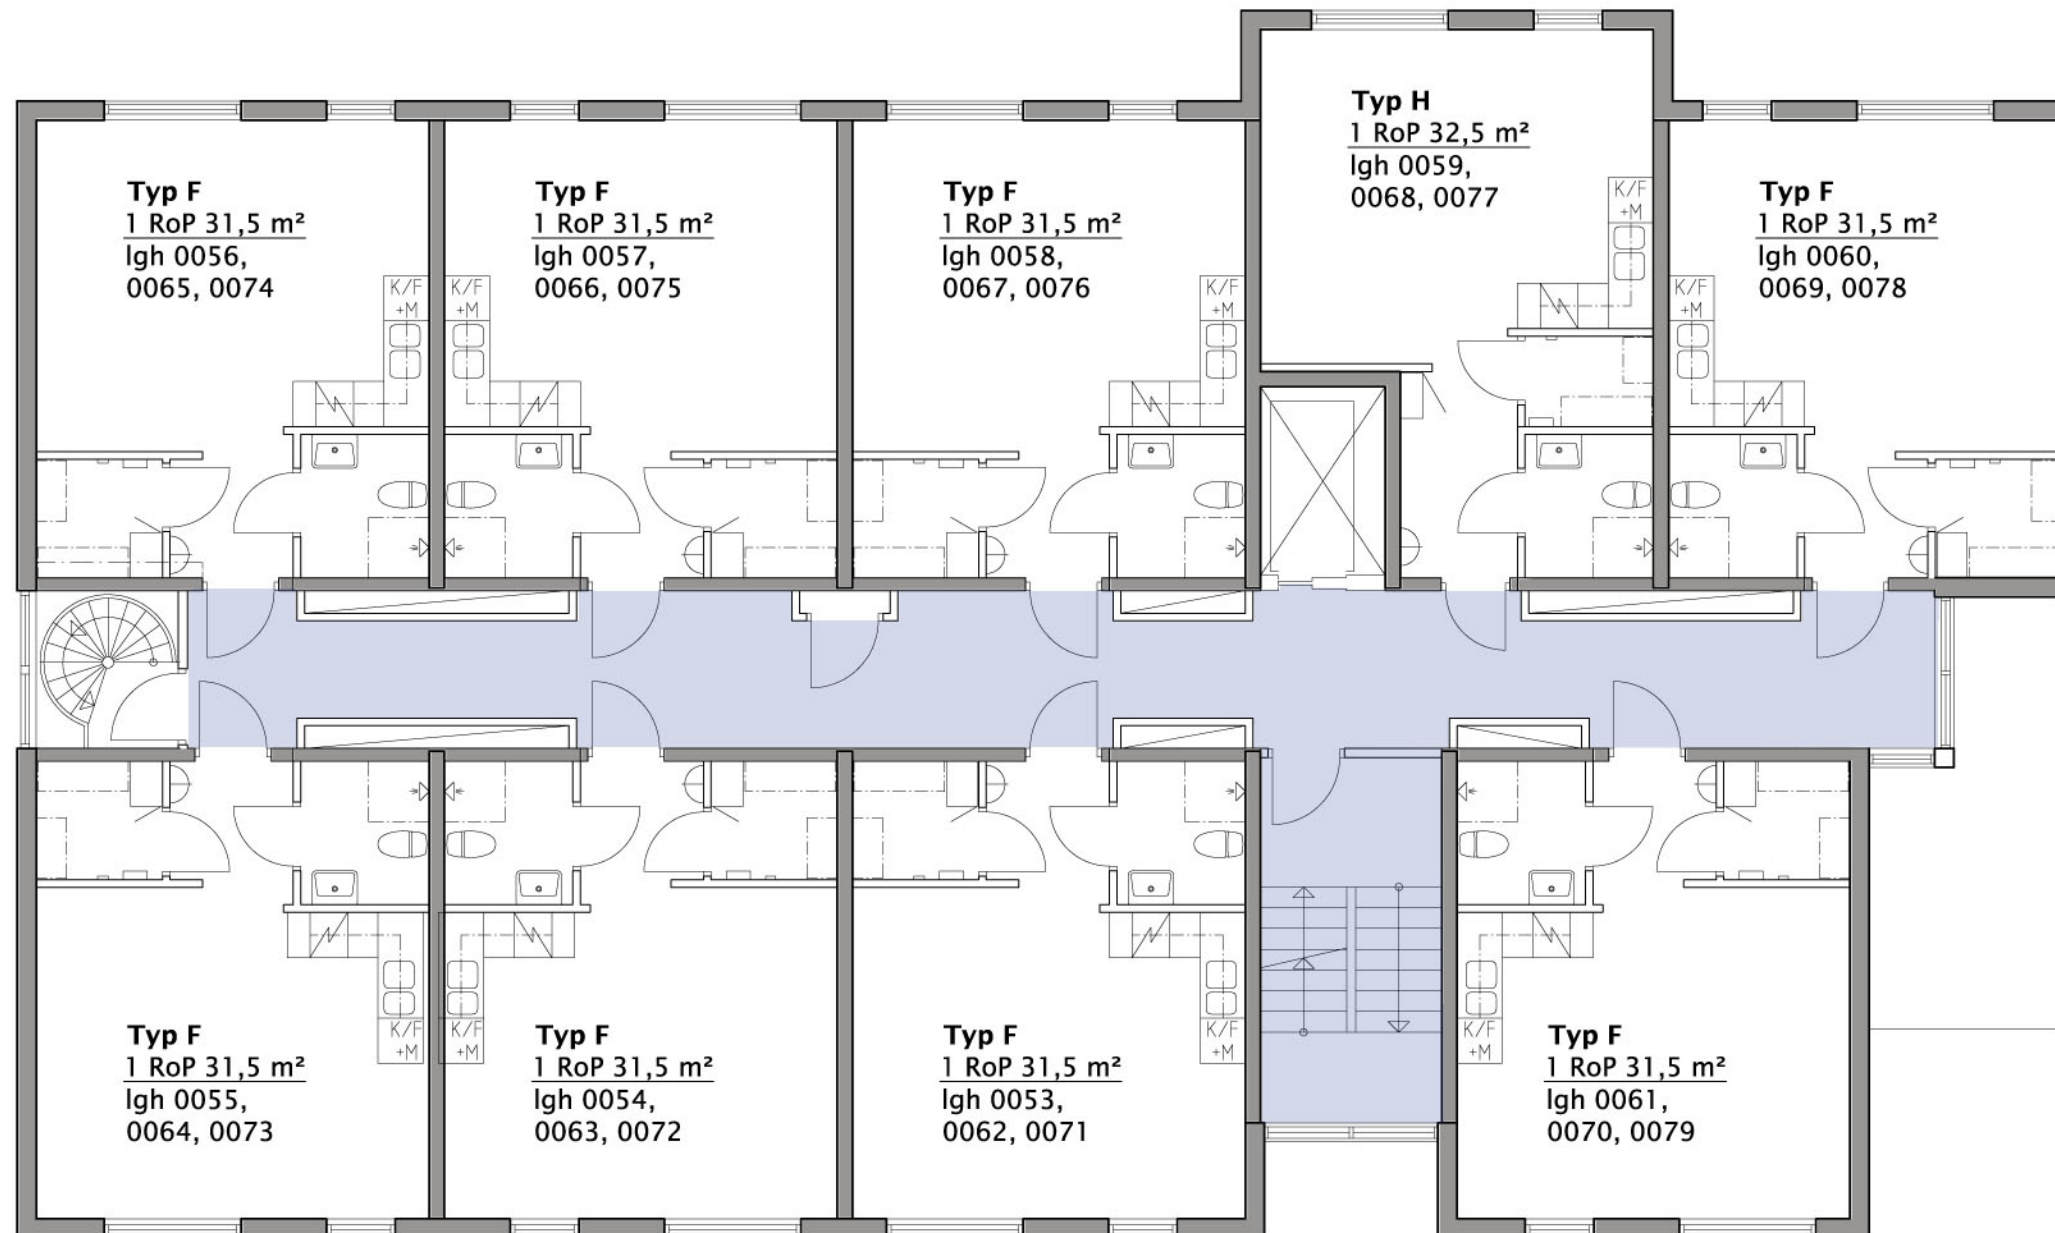 Typ H
1 RoP 32,5 m²
lgh 0059,
0068, 0077
K/F
+M
Typ F
1 RoP 31,5 m²
lgh 0056,
0065, 0074
K/F
+M
Typ F
1 RoP 31,5 m²
lgh 0057,
0066, 0075
K/F
+M
Typ F
1 RoP 31,5 m²
lgh 0058,
0067, 0076
K/F
+M
Typ F
1 RoP 31,5 m²
lgh 0060,
0069, 0078
K/F
+M
Typ F
1 RoP 31,5 m²
lgh 0055,
0064, 0073
K/F
+M
Typ F
1 RoP 31,5 m²
lgh 0054,
0063, 0072
K/F
+M
Typ F
1 RoP 31,5 m²
lgh 0053,
0062, 0071
K/F
+M
Typ F
1 RoP 31,5 m²
lgh 0061,
0070, 0079
K/F
+M